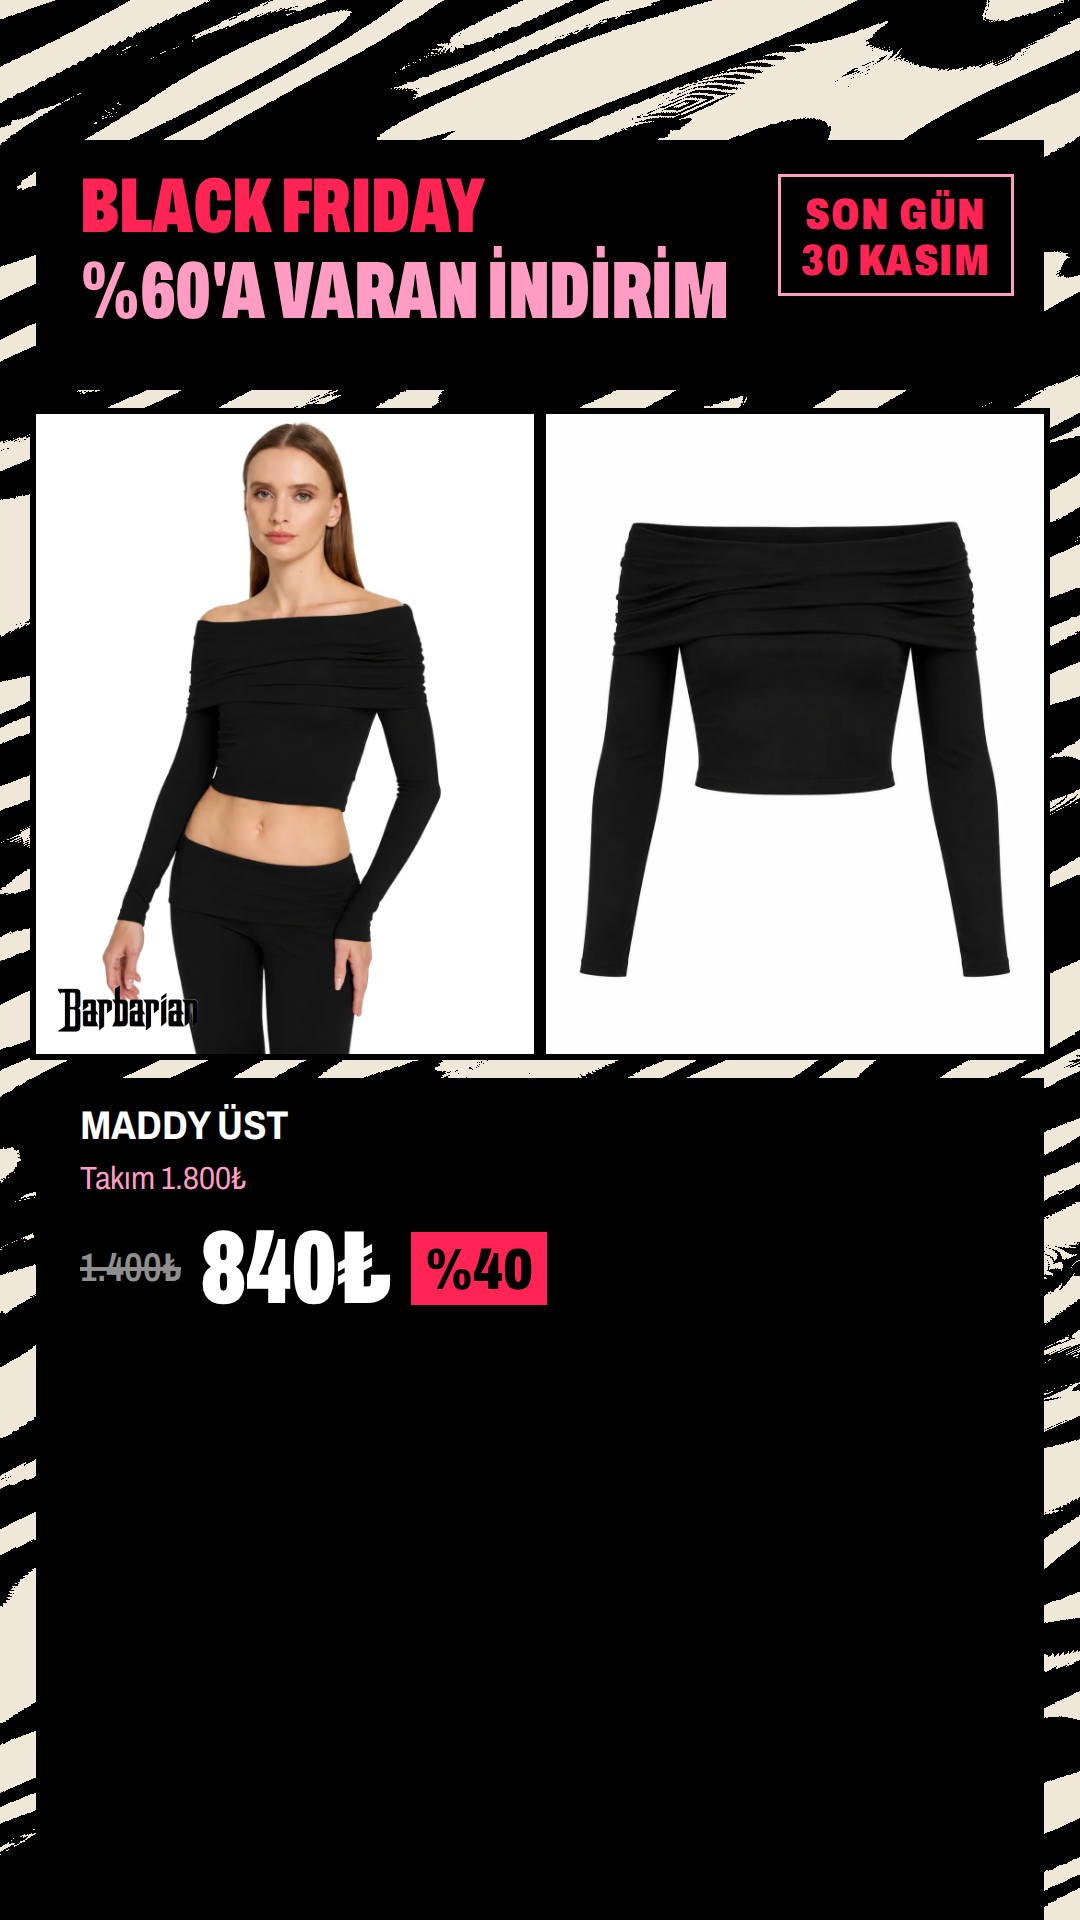 BLACK FRIDAY
%60'A VARAN İNDİRİM
SON GÜN
30 KASIM
Barbarian
MADDY ÜST
Takım 1.800₺
1.400₺ 840₺ %40